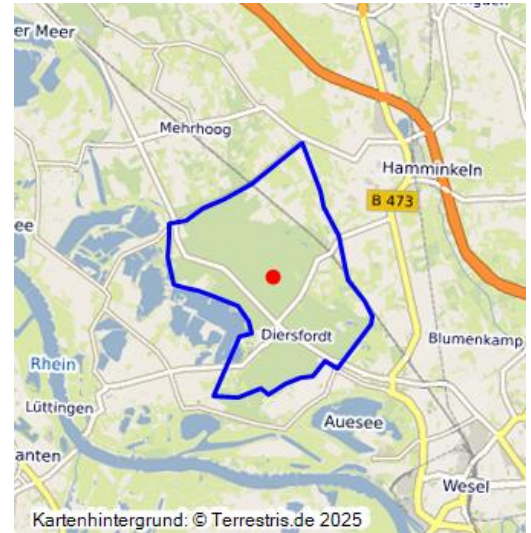 er Meer
Mehrhoog
Hamminkeln
B 473
ee
Diersfordt
Blumenkamp
Rhein
Lüttingen
Auesee
anten
Wesel
Kartenhintergrund: © Terrestris.de 2025